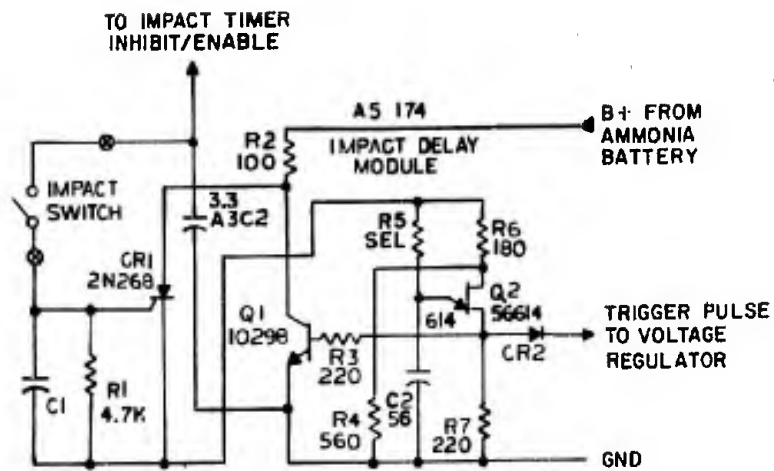 TO IMPACT TIMER
INHIBIT/ENABLE
A5 174
IMPACT DELAY
MODULE
B+ FROM
AMMONIA
BATTERY
R2
100
IMPACT
SWITCH
3.3
A3C2
R5
SEL
R6
180
CR1
2N268
Q1
10298
Q2
56614
614
TRIGGER PULSE
TO VOLTAGE
REGULATOR
CR2
R3
220
C1
R1
4.7K
R4
560
C2
56
R7
220
GND